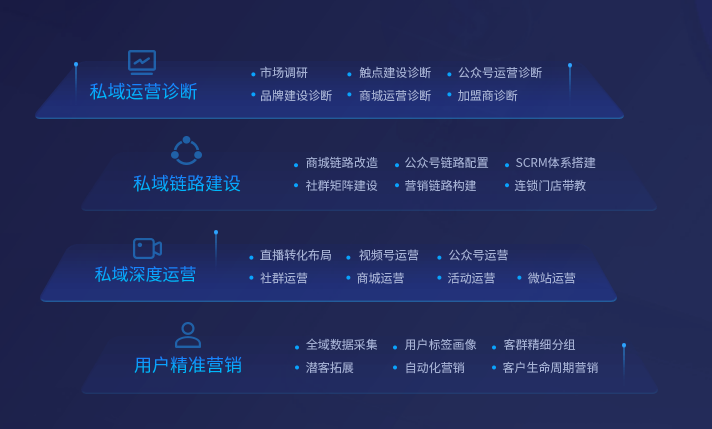 私域运营诊断
市场调研 触点建设诊断 公众号运营诊断
品牌建设诊断 商城运营诊断 加盟商诊断
私域链路建设
商城链路改造 公众号链路配置 SCRM体系搭建
社群矩阵建设 营销链路构建 连锁门店带教
私域深度运营
直播转化布局 视频号运营 公众号运营
社群运营 商城运营 活动运营 微站运营
用户精准营销
全域数据采集 用户标签画像 客群精细分组
潜客拓展 自动化营销 客户生命周期营销